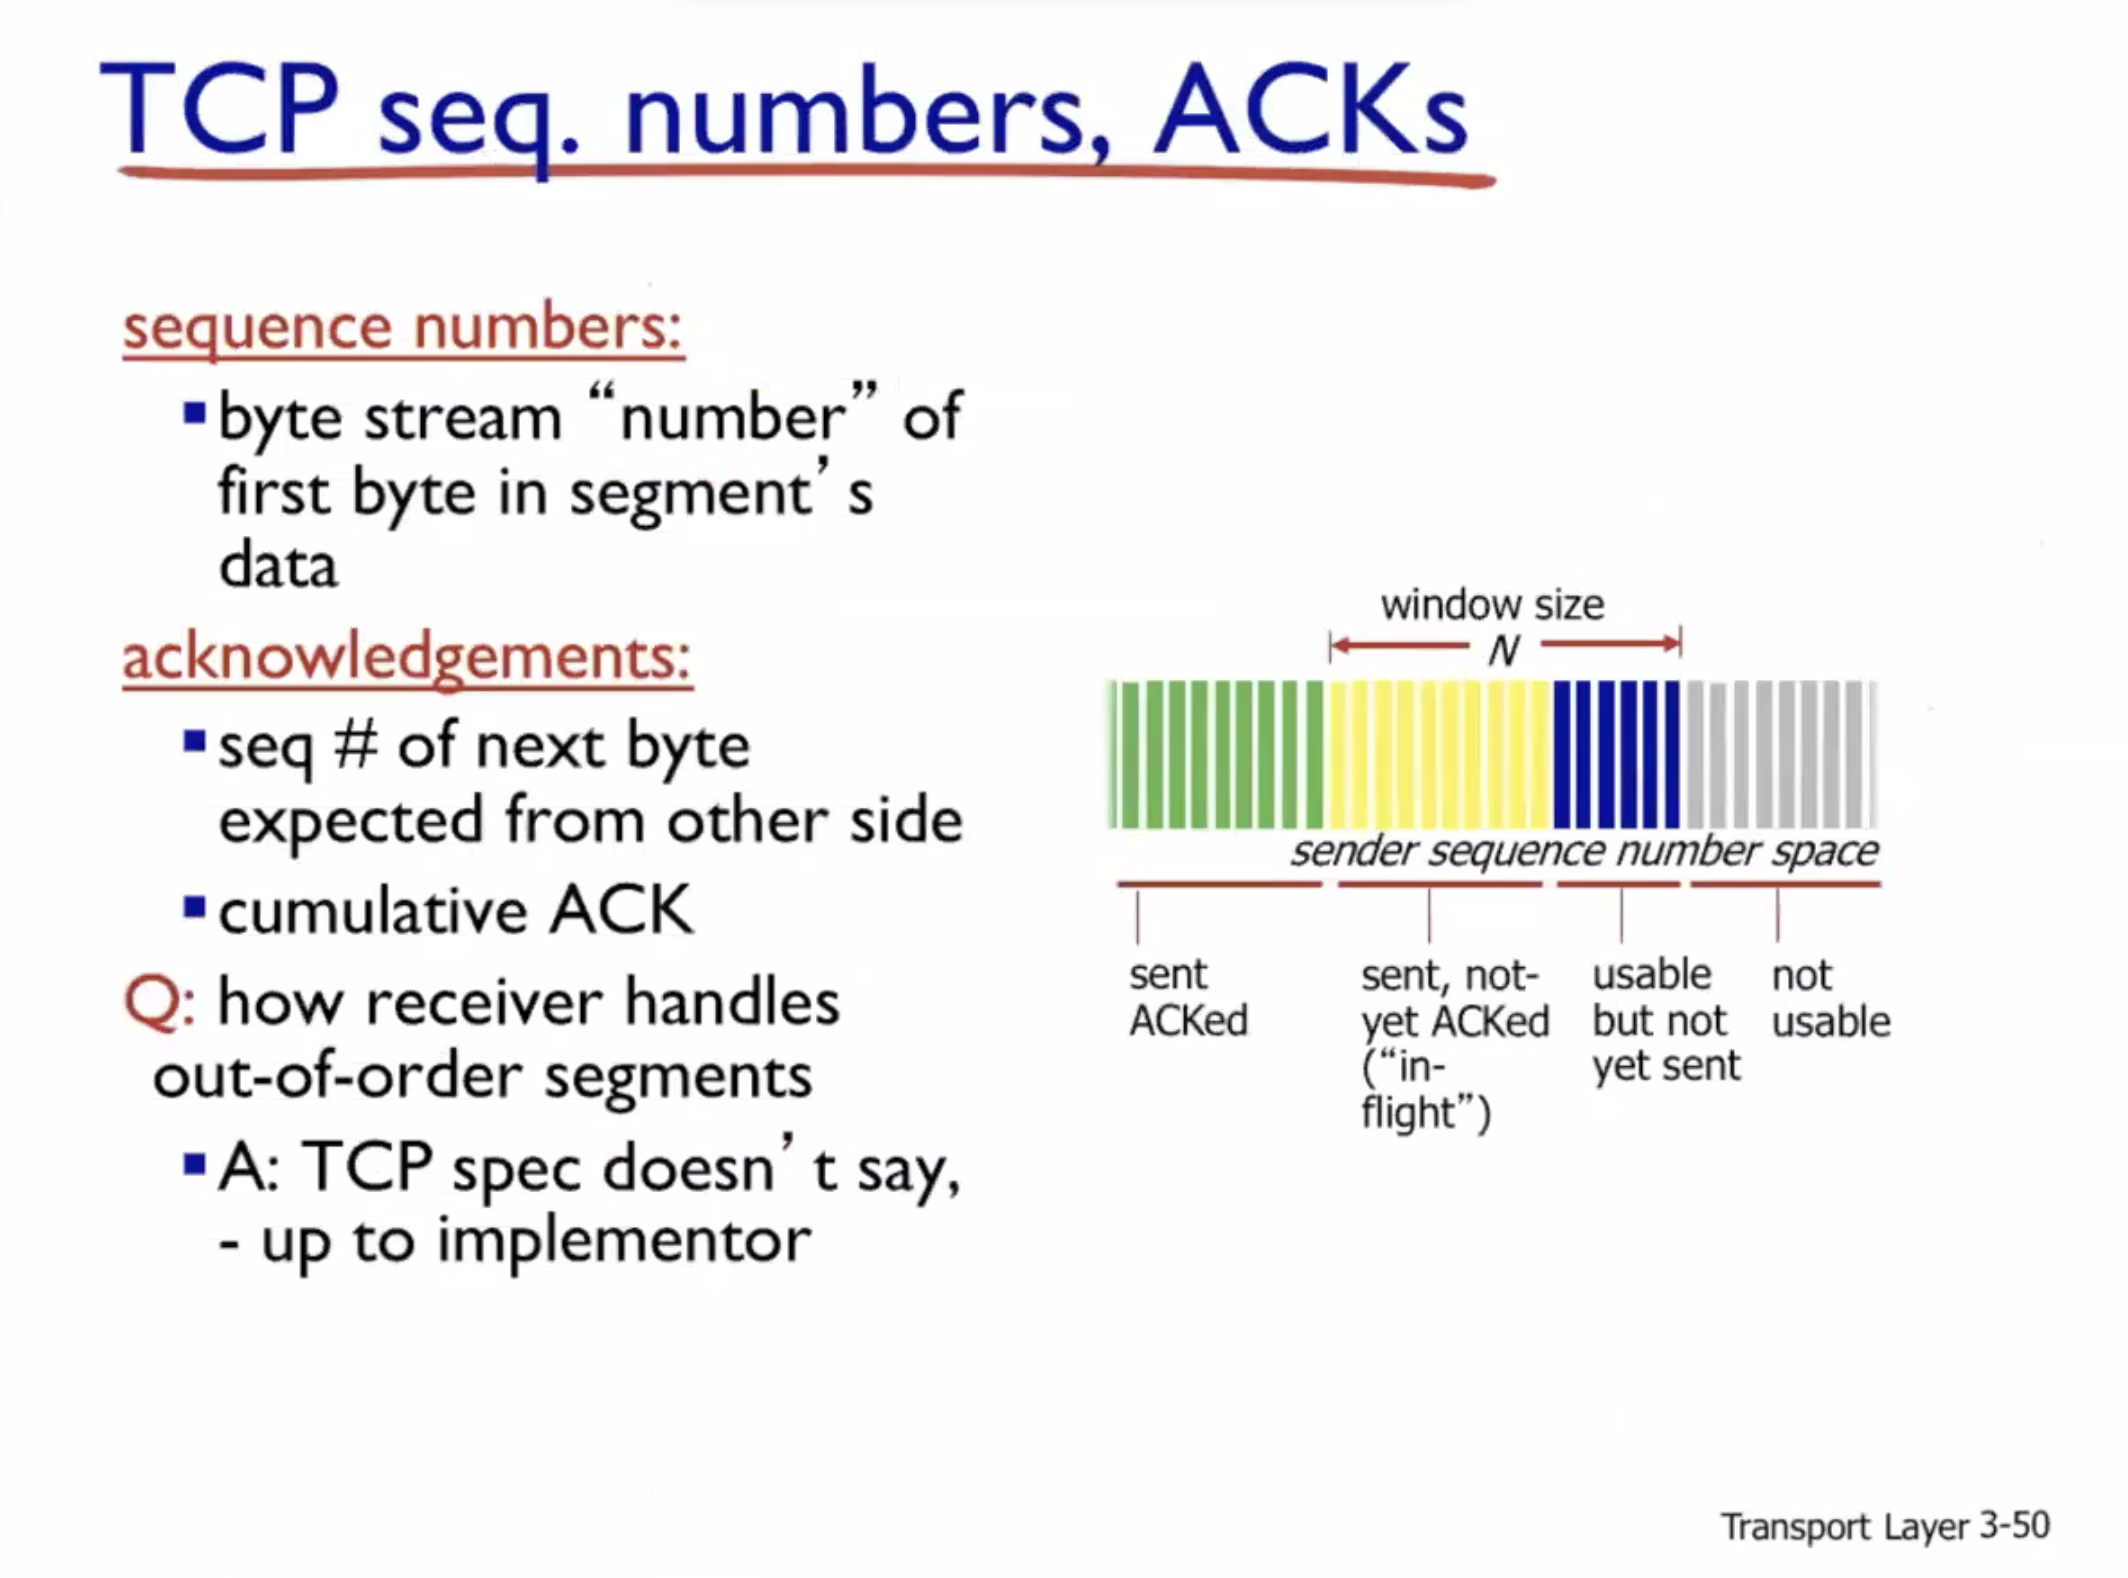 TCP seq. numbers, ACKs
sequence numbers:
byte stream “number” of
first byte in segment’s
data
acknowledgements:
seq # of next byte
expected from other side
cumulative ACK
Q: how receiver handles
out-of-order segments
A: TCP spec doesn’t say,
- up to implementor
window size
N
sender sequence number space
sent
ACKed
sent, not-
yet ACKed
(“in-
flight”)
usable
but not
yet sent
not
usable
Transport Layer 3-50